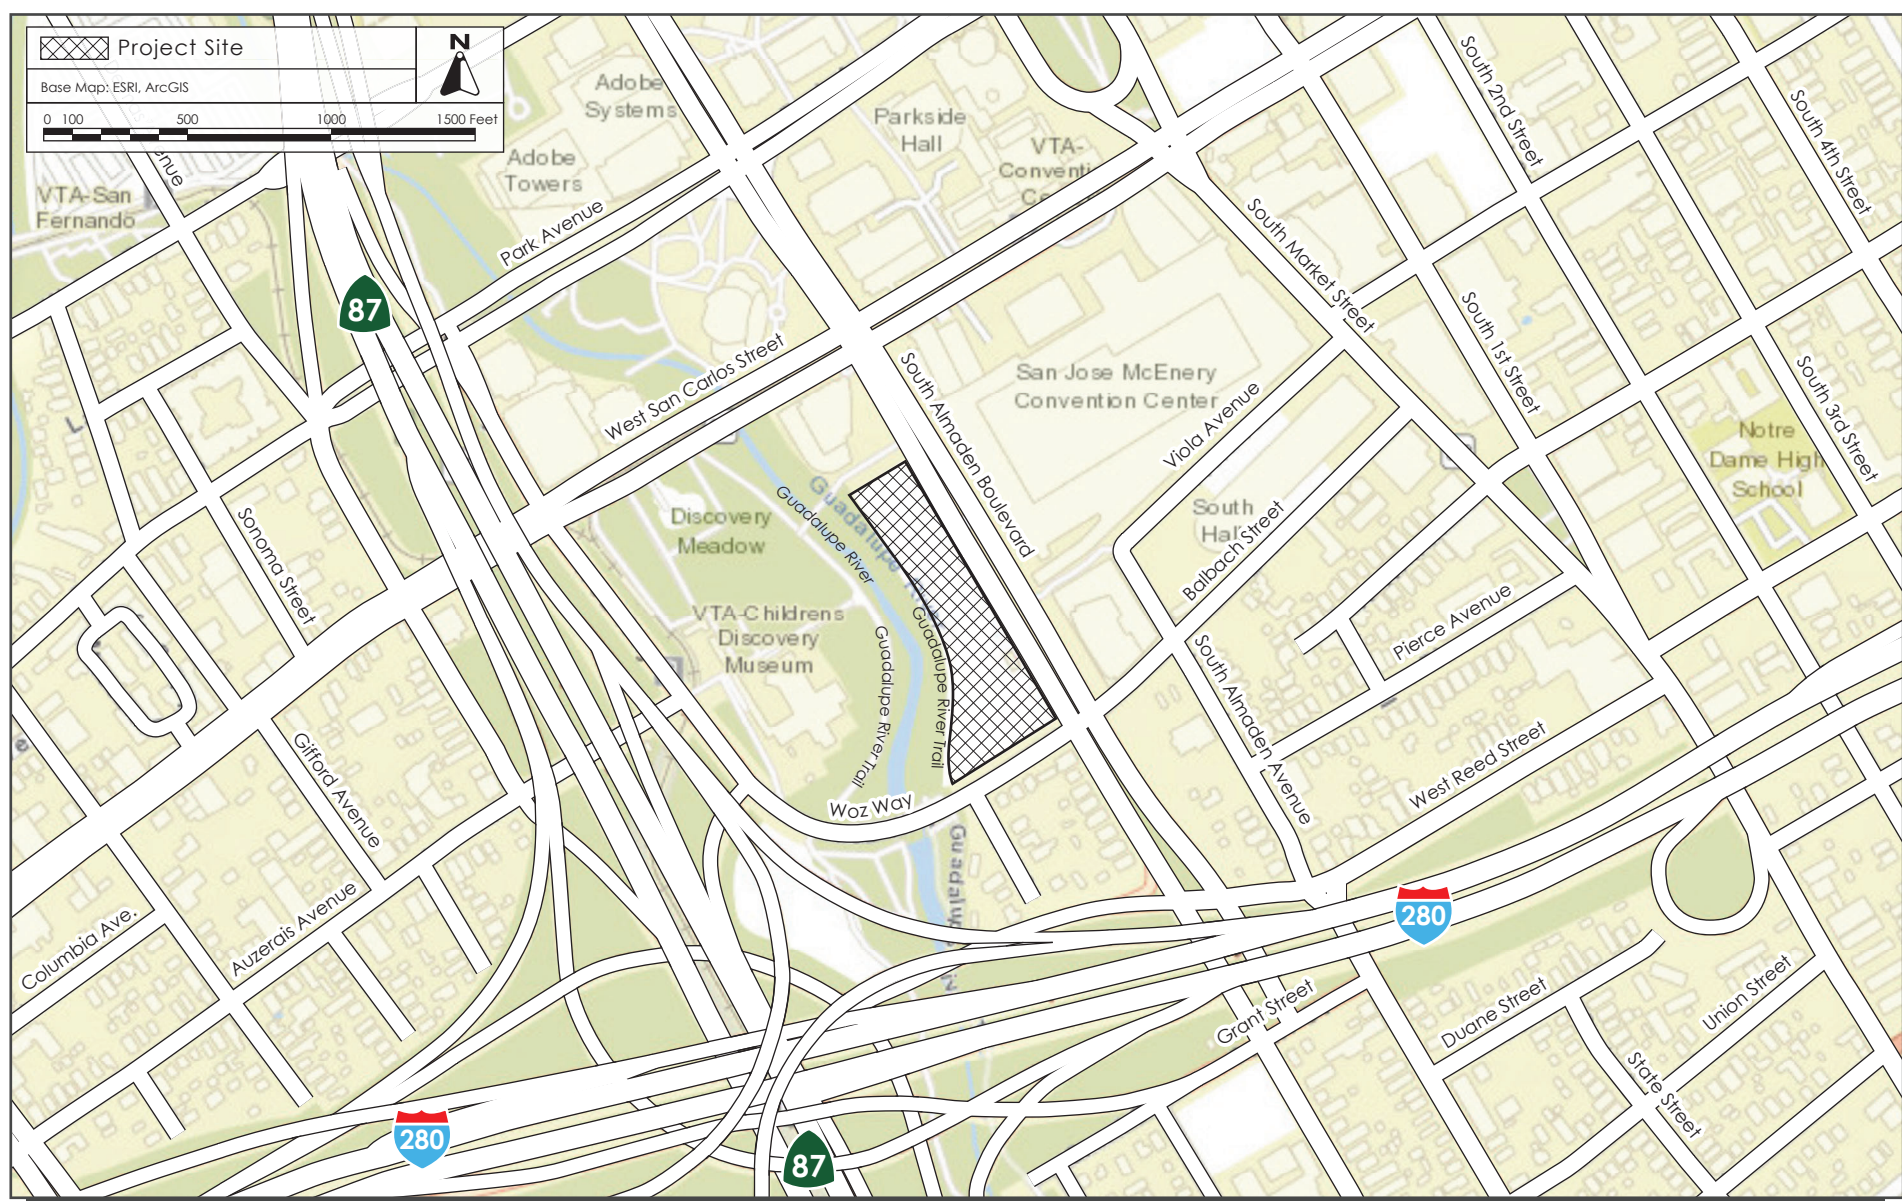 Project Site
N
Base Map: ESRI, ArcGIS
0 100 500 1000 1500 Feet
VTA-San
Fernando
Adobe
Systems
Adobe
Towers
Parkside
Hall
VTA-
Conventi
Ce
Park Avenue
87
West San Carlos Street
South Almaden Boulevard
San Jose McEnery
Convention Center
South Market Street
South 2nd Street
South 4th Street
South 1st Street
South 3rd Street
Notre
Dame High
School
Viola Avenue
South
Hall
Balbach Street
Pierce Avenue
South Almaden Avenue
West Reed Street
Discovery
Meadow
Guadalupe River
Guadalupe
VTA-Childrens
Discovery
Museum
Guadalupe River Trail
Guadalupe River Trail
Woz Way
Sonoma Street
Gifford Avenue
Auzerais Avenue
Columbia Ave.
280
280
87
Grant Street
Duane Street
Union Street
State Street